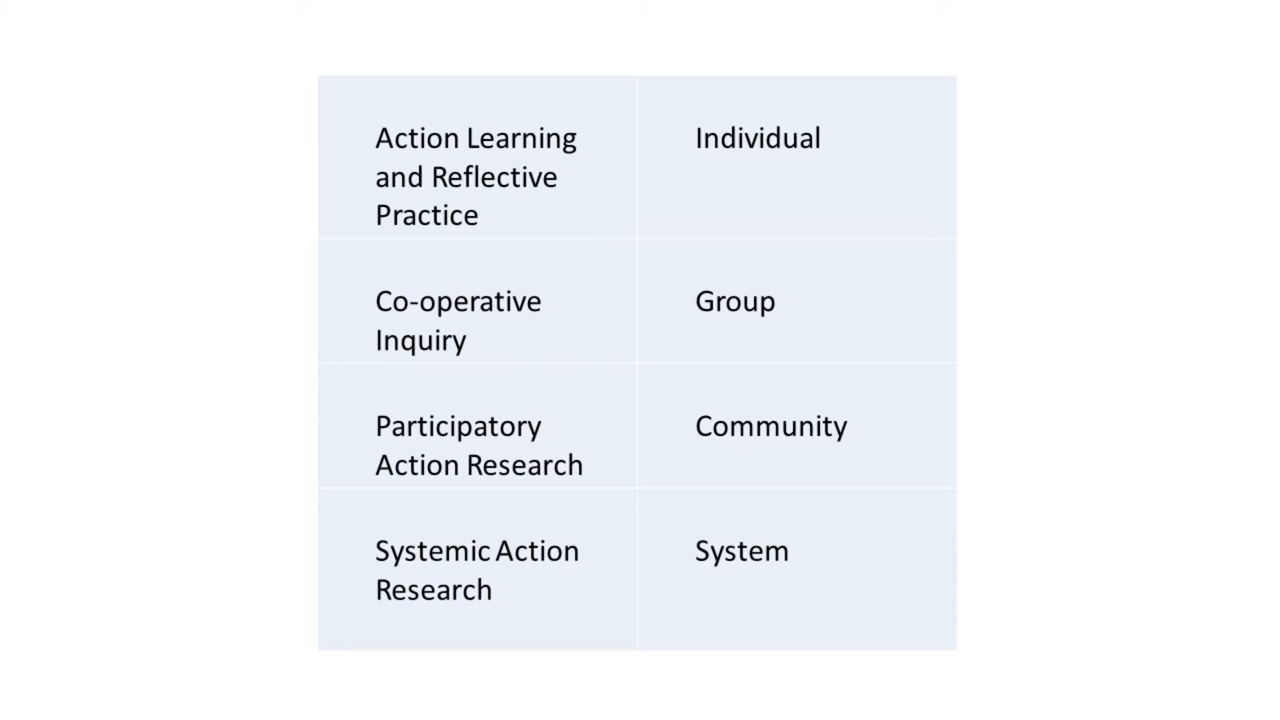 Action Learning
and Reflective
Practice
Individual
Co-operative
Inquiry
Group
Participatory
Action Research
Community
Systemic Action
Research
System